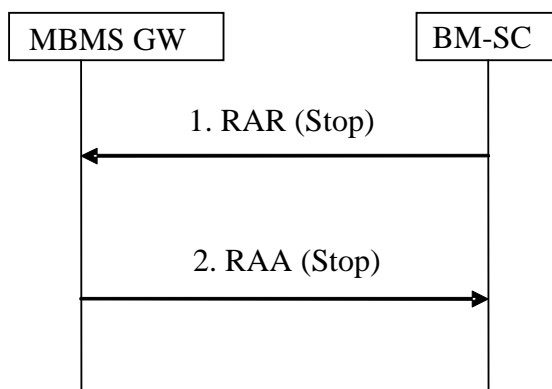 MBMS GW
BM-SC
1. RAR (Stop)
2. RAA (Stop)